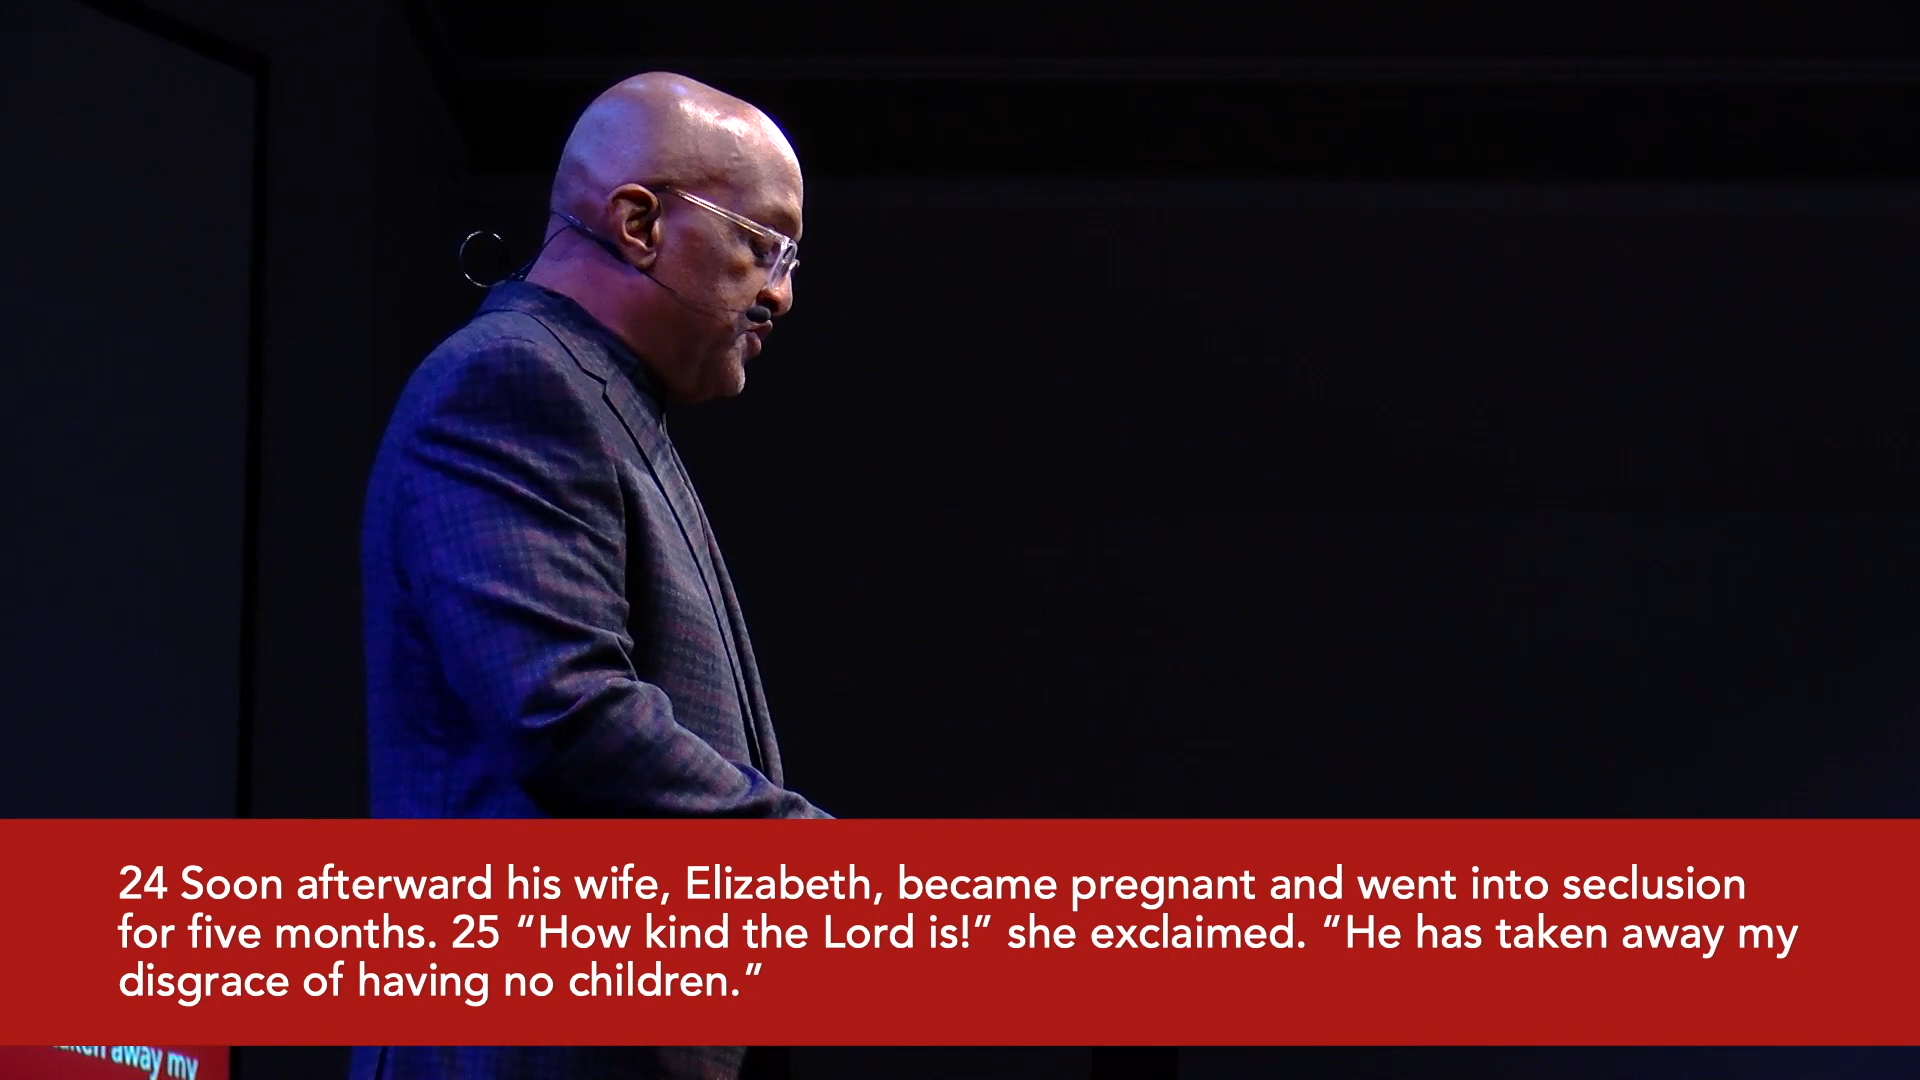 24 Soon afterward his wife, Elizabeth, became pregnant and went into seclusion
for five months. 25 “How kind the Lord is!” she exclaimed. “He has taken away my
disgrace of having no children.”
away my